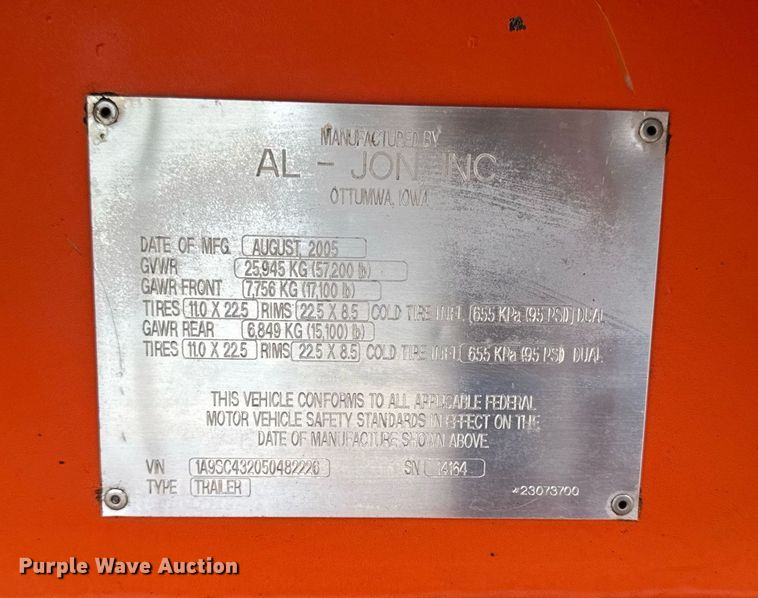 MANUFACTURED BY
AL - JON INC
OTTUMWA, IOWA
DATE OF MFG. AUGUST, 2005
GVWR 25,945 KG (57,200 lb)
GAWR FRONT 7,756 KG (17,100 lb)
TIRES 11.0 X 22.5 RIMS 22.5 X 8.5 COLD TIRE INFL 655 KPa (95 PSI) DUAL
GAWR REAR 6,849 KG (15,100 lb)
TIRES 11.0 X 22.5 RIMS 22.5 X 8.5 COLD TIRE INFL 655 KPa (95 PSI) DUAL
THIS VEHICLE CONFORMS TO ALL APPLICABLE FEDERAL
MOTOR VEHICLE SAFETY STANDARDS IN EFFECT ON THE
DATE OF MANUFACTURE SHOWN ABOVE
VIN 1A9SC432050482226 SN 14164
TYPE TRAILER #23073700
Purple Wave Auction